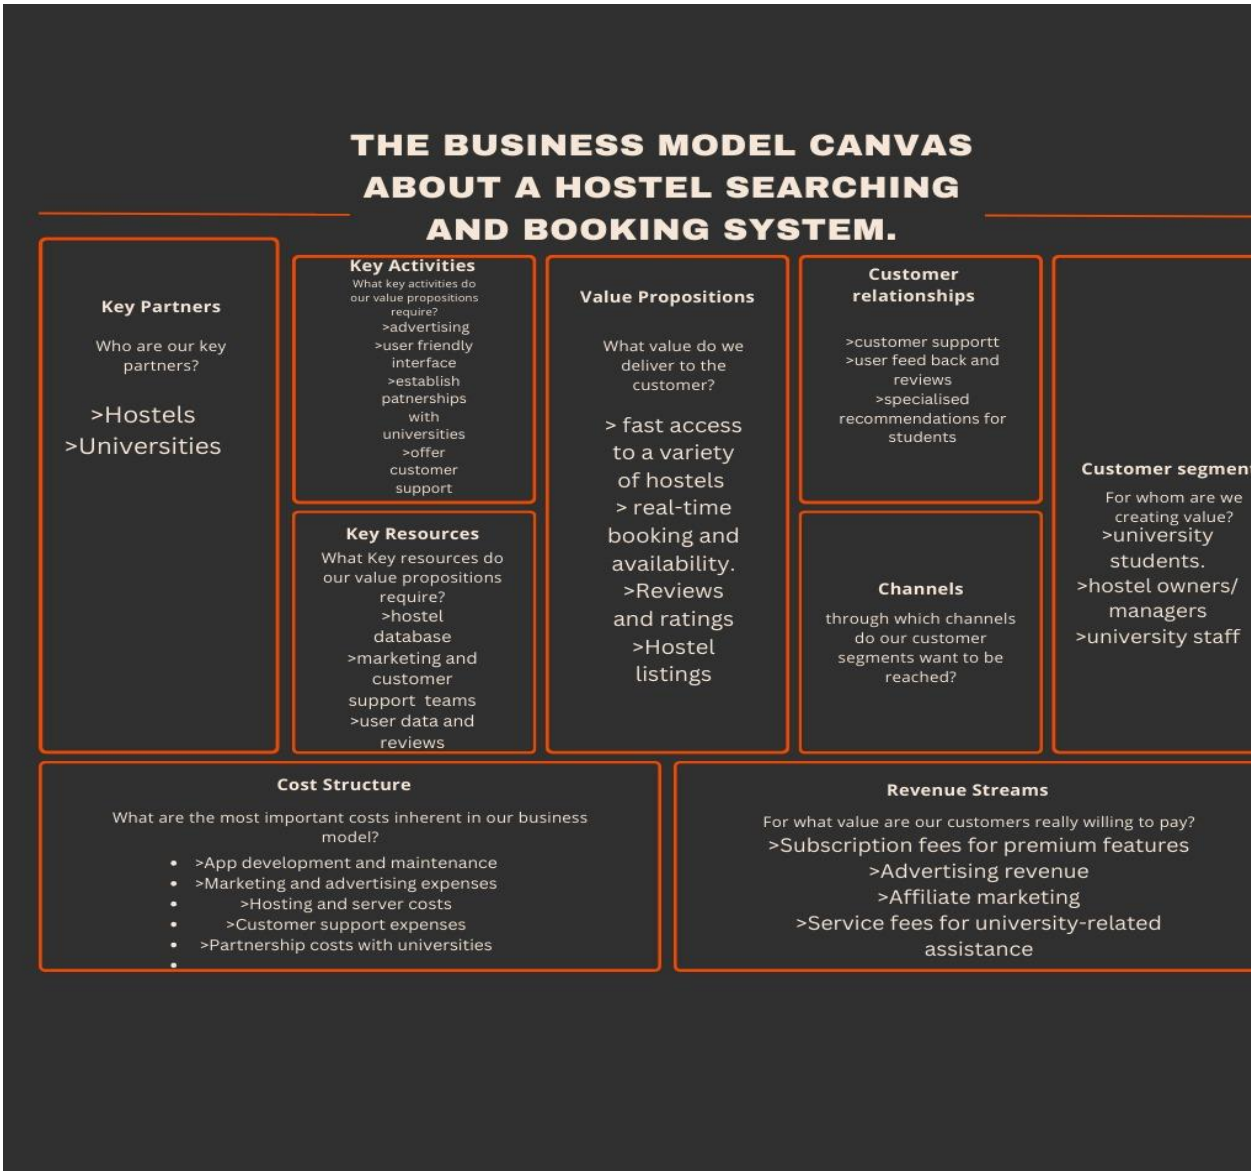 THE BUSINESS MODEL CANVAS
ABOUT A HOSTEL SEARCHING
AND BOOKING SYSTEM.
Key Partners
Who are our key
partners?
>Hostels
>Universities
Key Activities
What key activities do
our value propositions
require?
>advertising
>user friendly
interface
>establish
patnerships
with
universities
>offer
customer
support
Key Resources
What Key resources do
our value propositions
require?
>hostel
database
>marketing and
customer
support teams
>user data and
reviews
Value Propositions
What value do we
deliver to the
customer?
> fast access
to a variety
of hostels
> real-time
booking and
availability.
>Reviews
and ratings
>Hostel
listings
Customer
relationships
>customer supportt
>user feed back and
reviews
>specialised
recommendations for
students
Channels
through which channels
do our customer
segments want to be
reached?
Customer segmen
For whom are we
creating value?
>university
students.
>hostel owners/
managers
>university staff
Cost Structure
What are the most important costs inherent in our business
model?
• >App development and maintenance
• >Marketing and advertising expenses
• >Hosting and server costs
• >Customer support expenses
• >Partnership costs with universities
•
Revenue Streams
For what value are our customers really willing to pay?
>Subscription fees for premium features
>Advertising revenue
>Affiliate marketing
>Service fees for university-related
assistance